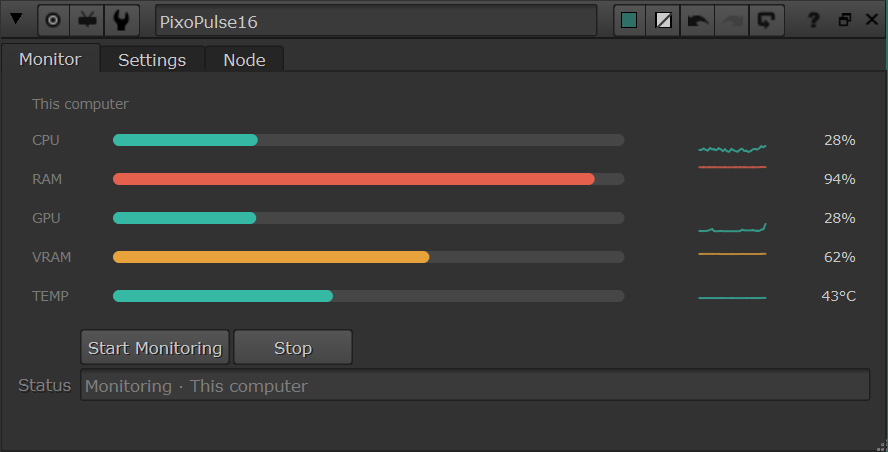 PixoPulse16
?
Monitor Settings Node
This computer
CPU 28%
RAM 94%
GPU 28%
VRAM 62%
TEMP 43°C
Start Monitoring Stop
Status Monitoring · This computer